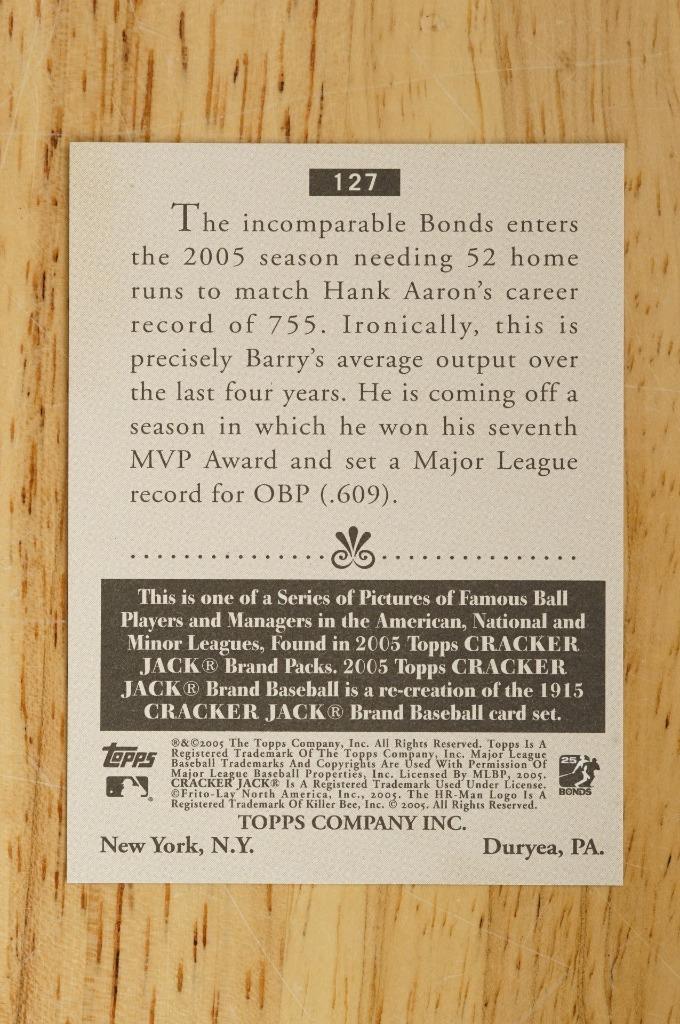 127
The incomparable Bonds enters
the 2005 season needing 52 home
runs to match Hank Aaron's career
record of 755. Ironically, this is
precisely Barry's average output over
the last four years. He is coming off a
season in which he won his seventh
MVP Award and set a Major League
record for OBP (.609).
This is one of a Series of Pictures of Famous Ball
Players and Managers in the American, National and
Minor Leagues, Found in 2005 Topps CRACKER
JACK® Brand Packs. 2005 Topps CRACKER
JACK® Brand Baseball is a re-creation of the 1915
CRACKER JACK® Brand Baseball card set.
Topps
®&©2005 The Topps Company, Inc. All Rights Reserved. Topps Is A
Registered Trademark Of The Topps Company, Inc. Major League
Baseball Trademarks And Copyrights Are Used With Permission Of
Major League Baseball Properties, Inc. Licensed By MLBP, 2005.
CRACKER JACK® Is A Registered Trademark Used Under License.
©Frito-Lay North America, Inc., 2005. The HR-Man Logo Is A
Registered Trademark Of Killer Bee, Inc. © 2005. All Rights Reserved.
25
BONDS
TOPPS COMPANY INC.
New York, N.Y. Duryea, PA.